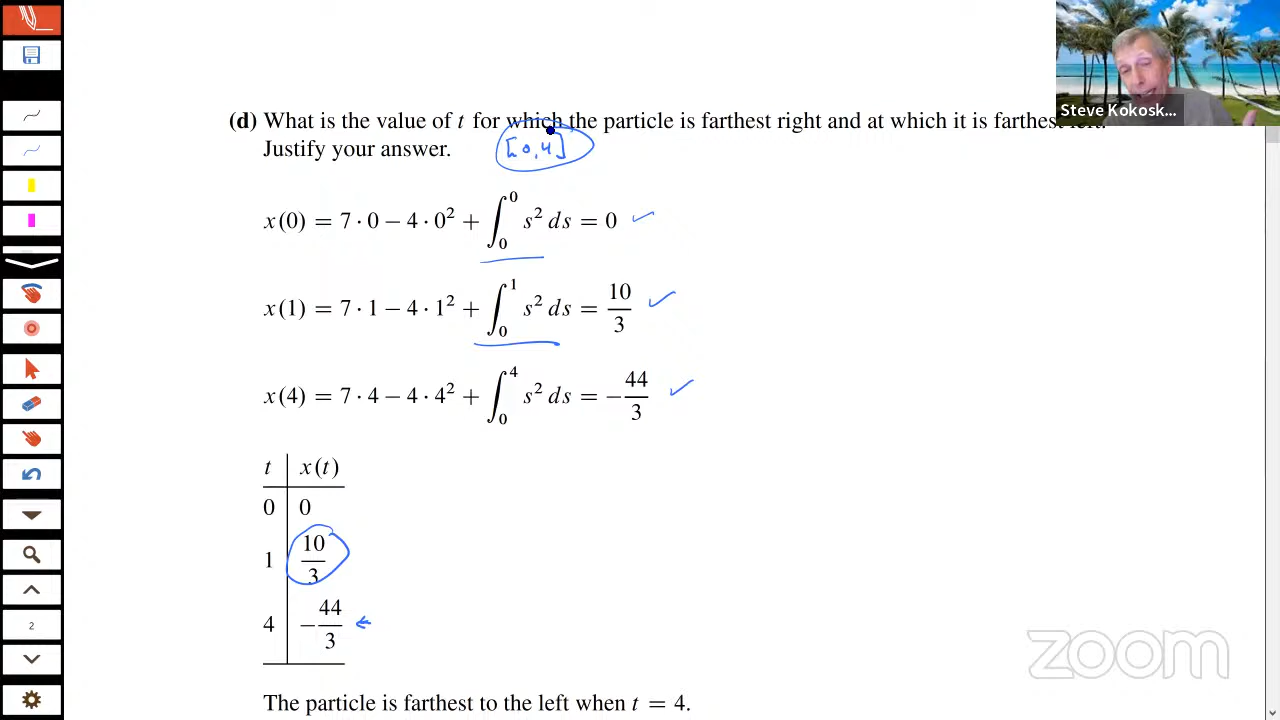 Steve Kokosk...
(d) What is the value of t for which the particle is farthest right and at which it is farthest left.
Justify your answer.
[0,4]
x(0) = 7 · 0 − 4 · 0² + ∫₀⁰ s² ds = 0
x(1) = 7 · 1 − 4 · 1² + ∫₀¹ s² ds = 10/3
x(4) = 7 · 4 − 4 · 4² + ∫₀⁴ s² ds = −44/3
t x(t)
0 0
1 10/3
4 −44/3
The particle is farthest to the left when t = 4.
2
zoom